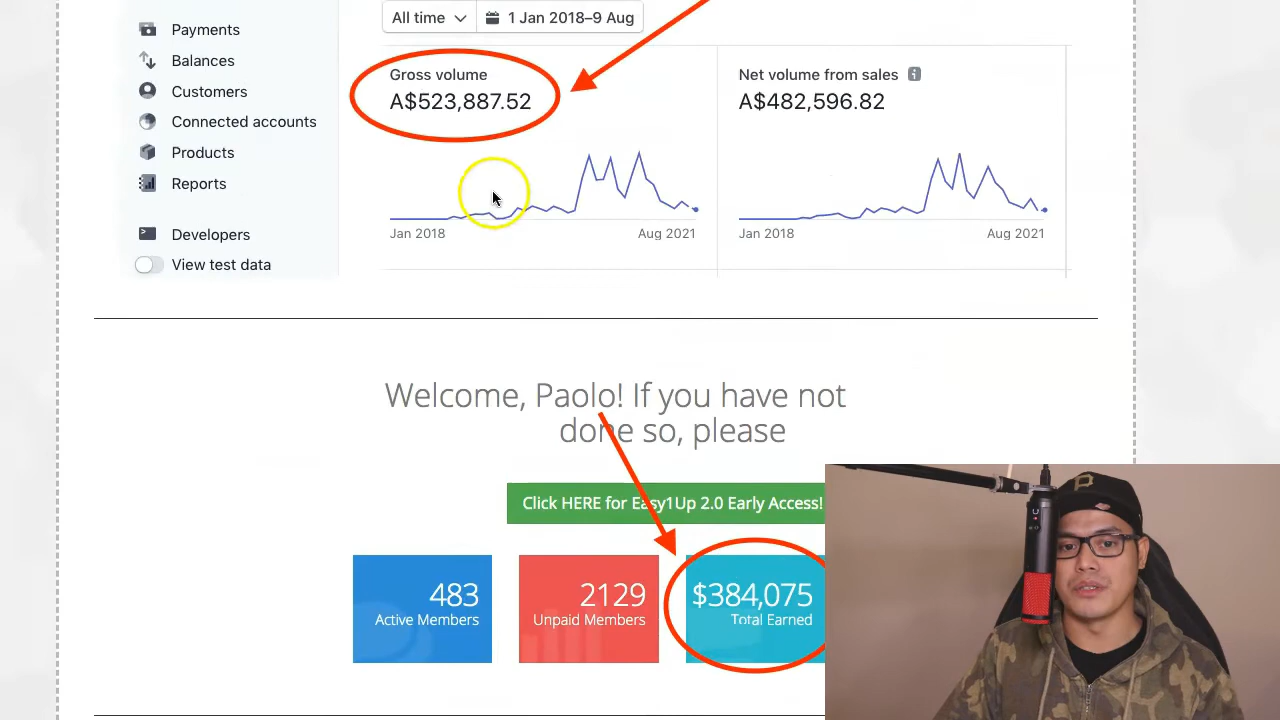 Payments
Balances
Customers
Connected accounts
Products
Reports
Developers
View test data
All time
1 Jan 2018–9 Aug
Gross volume
A$523,887.52
Jan 2018
Aug 2021
Net volume from sales
A$482,596.82
Jan 2018
Aug 2021
Welcome, Paolo! If you have not
done so, please
Click HERE for Easy1Up 2.0 Early Access!
483
Active Members
2129
Unpaid Members
$384,075
Total Earned
P